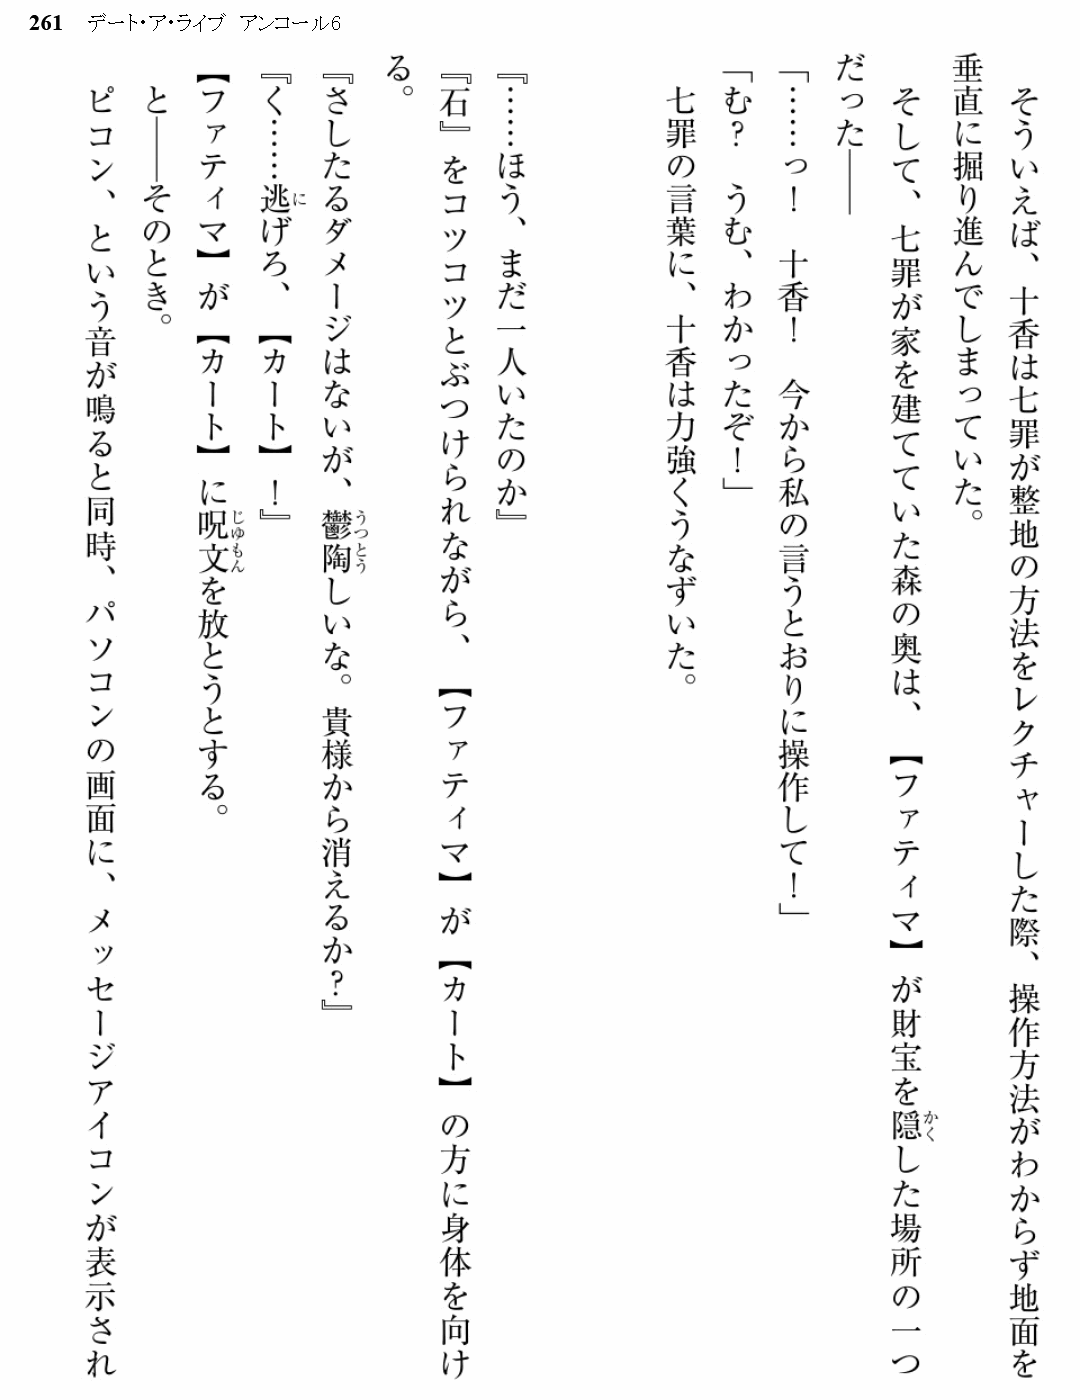 261 デート・ア・ライブ アンコール6
そういえば、十香は七罪が整地の方法をレクチャーした際、操作方法がわからず地面を
垂直に掘り進んでしまっていた。
そして、七罪が家を建てていた森の奥は、【ファティマ】が財宝を隠した場所の一つ
だった――
「……っ! 十香! 今から私の言うとおりに操作して!」
「む? うむ、わかったぞ!」
七罪の言葉に、十香は力強くうなずいた。
『……ほう、まだ一人いたのか』
『石』をコツコツとぶつけられながら、【ファティマ】が【カート】の方に身体を向け
る。
『さしたるダメージはないが、鬱陶しいな。貴様から消えるか?』
『く……逃げろ、【カート】!』
【ファティマ】が【カート】に呪文を放とうとする。
と――そのとき。
ピコン、という音が鳴ると同時、パソコンの画面に、メッセージアイコンが表示され